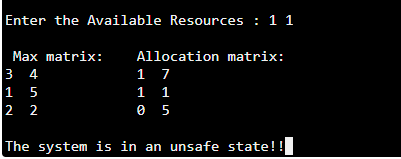 Enter the Available Resources : 1 1
Max matrix: Allocation matrix:
3 4 1 7
1 5 1 1
2 2 0 5
The system is in an unsafe state!!